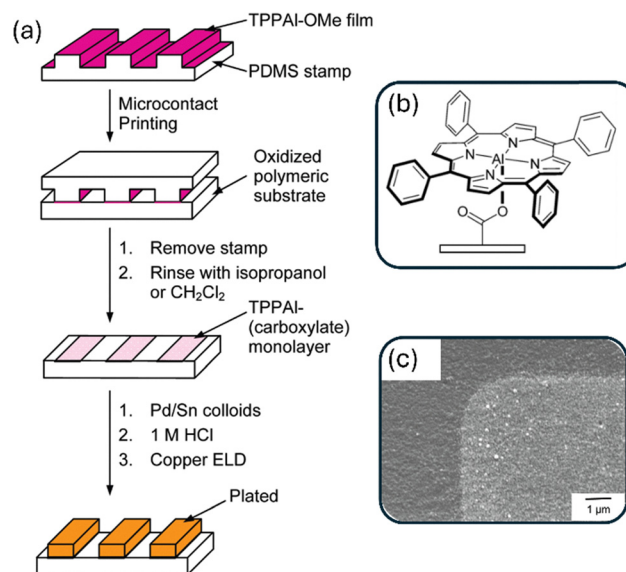 (a)
TPPAl-OMe film
PDMS stamp
Microcontact
Printing
Oxidized
polymeric
substrate
1. Remove stamp
2. Rinse with isopropanol
or CH₂Cl₂
TPPAl-
(carboxylate)
monolayer
1. Pd/Sn colloids
2. 1 M HCl
3. Copper ELD
Plated
(b)
N
Al
N
N
N
O
O
(c)
1 μm